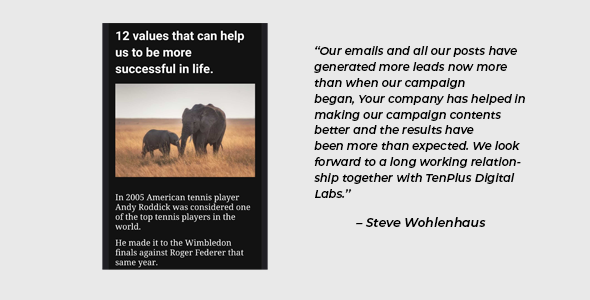 12 values that can help
us to be more
successful in life.
In 2005 American tennis player
Andy Roddick was considered one
of the top tennis players in the
world.
He made it to the Wimbledon
finals against Roger Federer that
same year.
“Our emails and all our posts have
generated more leads now more
than when our campaign
began, Your company has helped in
making our campaign contents
better and the results have
been more than expected. We look
forward to a long working relation-
ship together with TenPlus Digital
Labs.”
– Steve Wohlenhaus